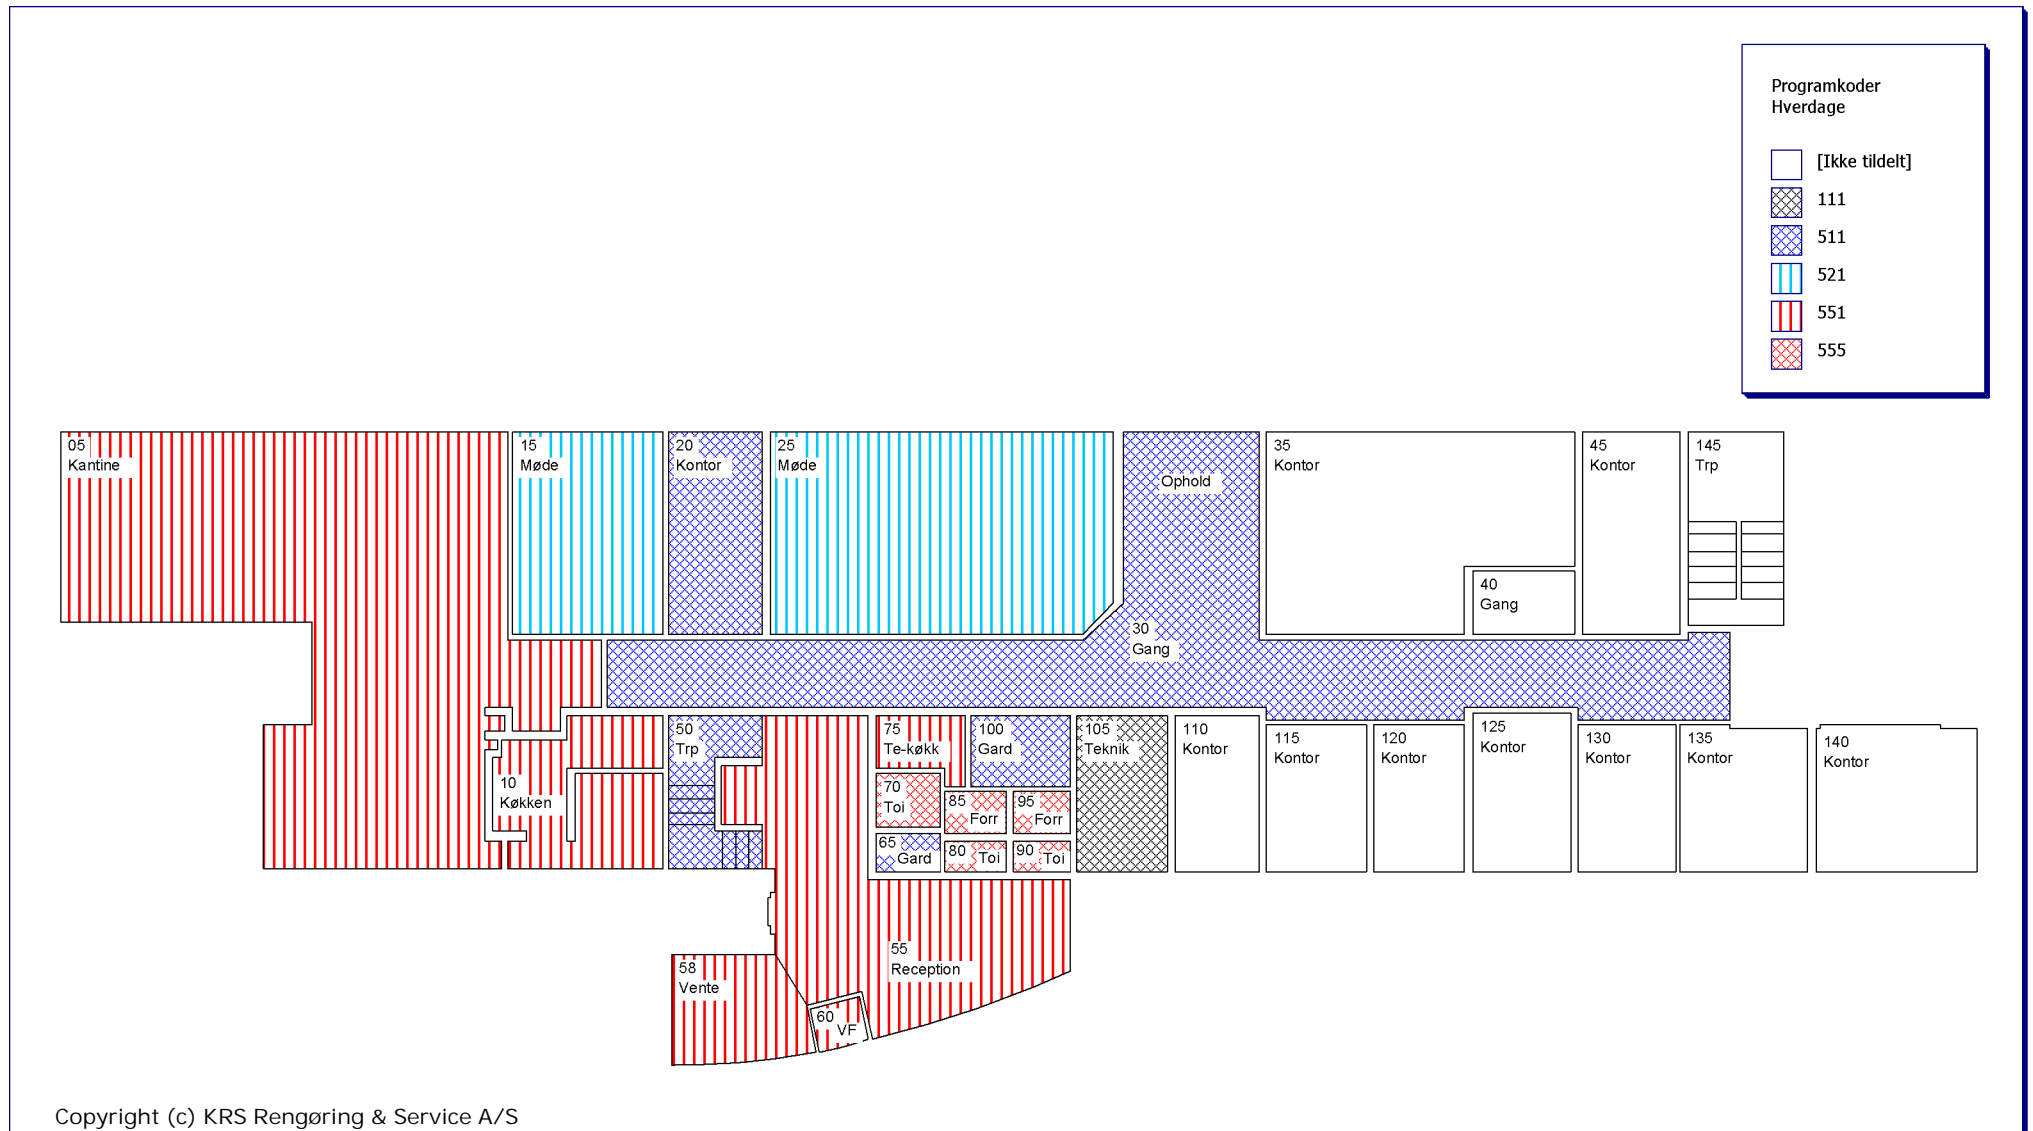 Programkoder
Hverdage
[Ikke tildelt]
111
511
521
551
555
05
Kantine
15
Møde
20
Kontor
25
Møde
Ophold
30
Gang
35
Kontor
40
Gang
45
Kontor
145
Trp
10
Køkken
50
Trp
75
Te-køkk
100
Gard
105
Teknik
110
Kontor
115
Kontor
120
Kontor
125
Kontor
130
Kontor
135
Kontor
140
Kontor
70
Toi
85
Forr
95
Forr
65
Gard
80
Toi
90
Toi
55
Reception
58
Vente
60
VF
Copyright (c) KRS Rengøring & Service A/S